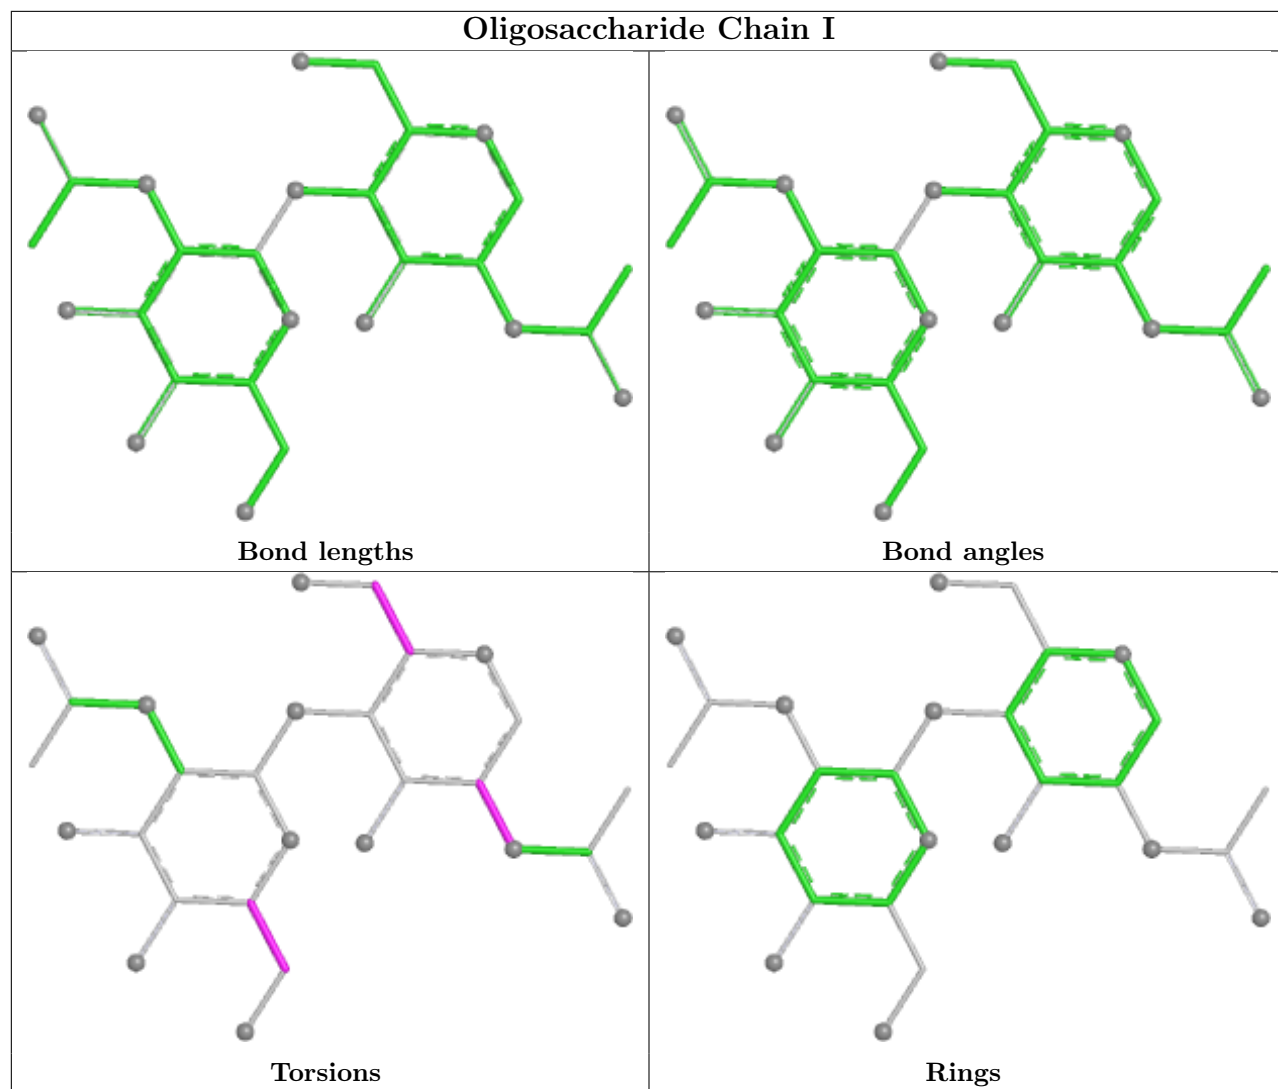 Oligosaccharide Chain I
Bond lengths
Bond angles
Torsions
Rings